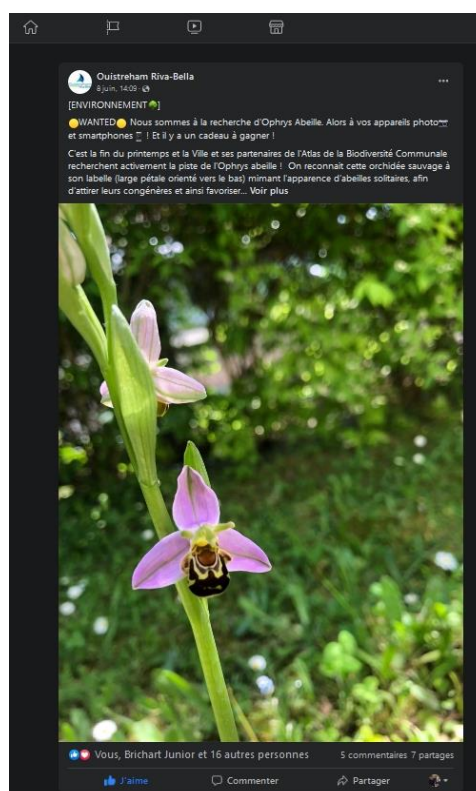 Ouistreham Riva-Bella
8 juin, 14:09 ·
[ENVIRONNEMENT🌳]
🟡WANTED🟡 Nous sommes à la recherche d'Ophrys Abeille. Alors à vos appareils photo📷
et smartphones📱 ! Et il y a un cadeau à gagner !
C'est la fin du printemps et la Ville et ses partenaires de l'Atlas de la Biodiversité Communale
recherchent activement la piste de l'Ophrys abeille ! On reconnait cette orchidée sauvage à
son labelle (large pétale orienté vers le bas) mimant l'apparence d'abeilles solitaires, afin
d'attirer leurs congénères et ainsi favoriser... Voir plus
Vous, Brichart Junior et 16 autres personnes 5 commentaires 7 partages
J'aime Commenter Partager